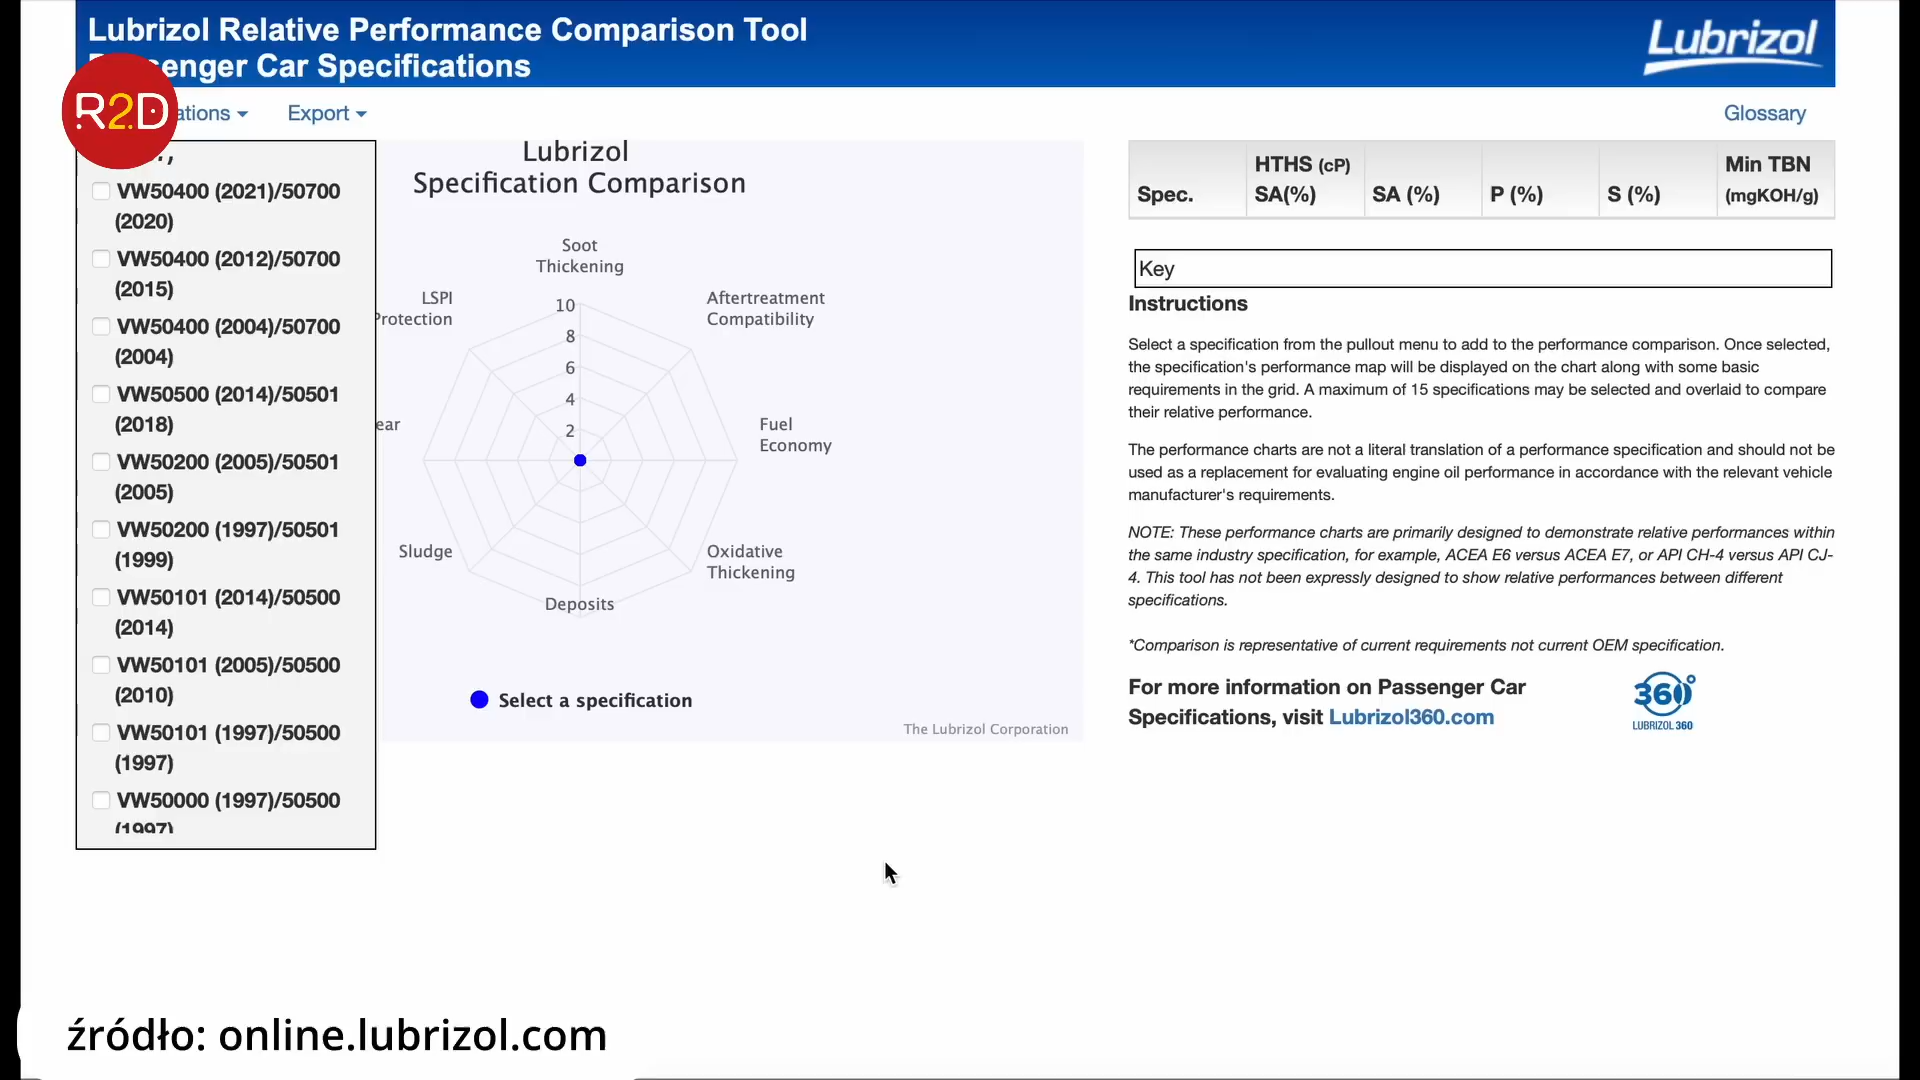 Lubrizol Relative Performance Comparison Tool
Car Specifications
Lubrizol
R2D
Export
Glossary
VW50400 (2021)/50700
(2020)
VW50400 (2012)/50700
(2015)
VW50400 (2004)/50700
(2004)
VW50500 (2014)/50501
(2018)
VW50200 (2005)/50501
(2005)
VW50200 (1997)/50501
(1999)
VW50101 (2014)/50500
(2014)
VW50101 (2005)/50500
(2010)
VW50101 (1997)/50500
(1997)
VW50000 (1997)/50500
(1997)
Lubrizol
Specification Comparison
Soot
Thickening
LSPI
Protection
Aftertreatment
Compatibility
10
8
6
4
2
ear
Fuel
Economy
Sludge
Oxidative
Thickening
Deposits
Select a specification
The Lubrizol Corporation
Spec.
HTHS (cP)
SA(%)
SA (%)
P (%)
S (%)
Min TBN
(mgKOH/g)
Key
Instructions
Select a specification from the pullout menu to add to the performance comparison. Once selected,
the specification's performance map will be displayed on the chart along with some basic
requirements in the grid. A maximum of 15 specifications may be selected and overlaid to compare
their relative performance.
The performance charts are not a literal translation of a performance specification and should not be
used as a replacement for evaluating engine oil performance in accordance with the relevant vehicle
manufacturer's requirements.
NOTE: These performance charts are primarily designed to demonstrate relative performances within
the same industry specification, for example, ACEA E6 versus ACEA E7, or API CH-4 versus API CJ-
4. This tool has not been expressly designed to show relative performances between different
specifications.
*Comparison is representative of current requirements not current OEM specification.
For more information on Passenger Car
Specifications, visit Lubrizol360.com
360°
LUBRIZOL 360
źródło: online.lubrizol.com